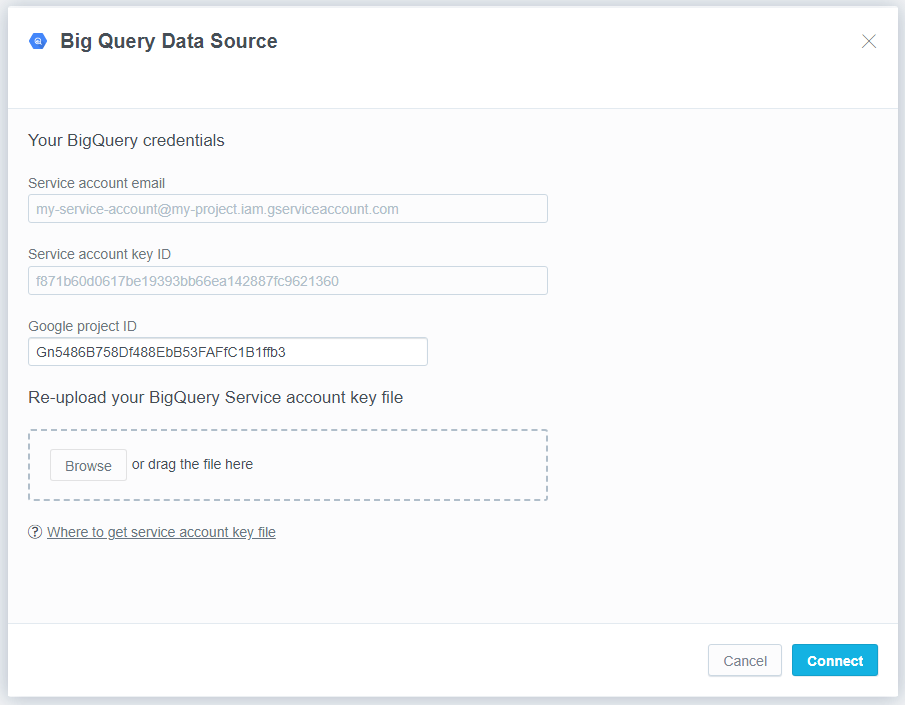 Big Query Data Source
Your BigQuery credentials
Service account email
my-service-account@my-project.iam.gserviceaccount.com
Service account key ID
f871b60d0617be19393bb66ea142887fc9621360
Google project ID
Gn5486B758Df488EbB53FAFfC1B1ffb3
Re-upload your BigQuery Service account key file
Browse or drag the file here
? Where to get service account key file
Cancel Connect